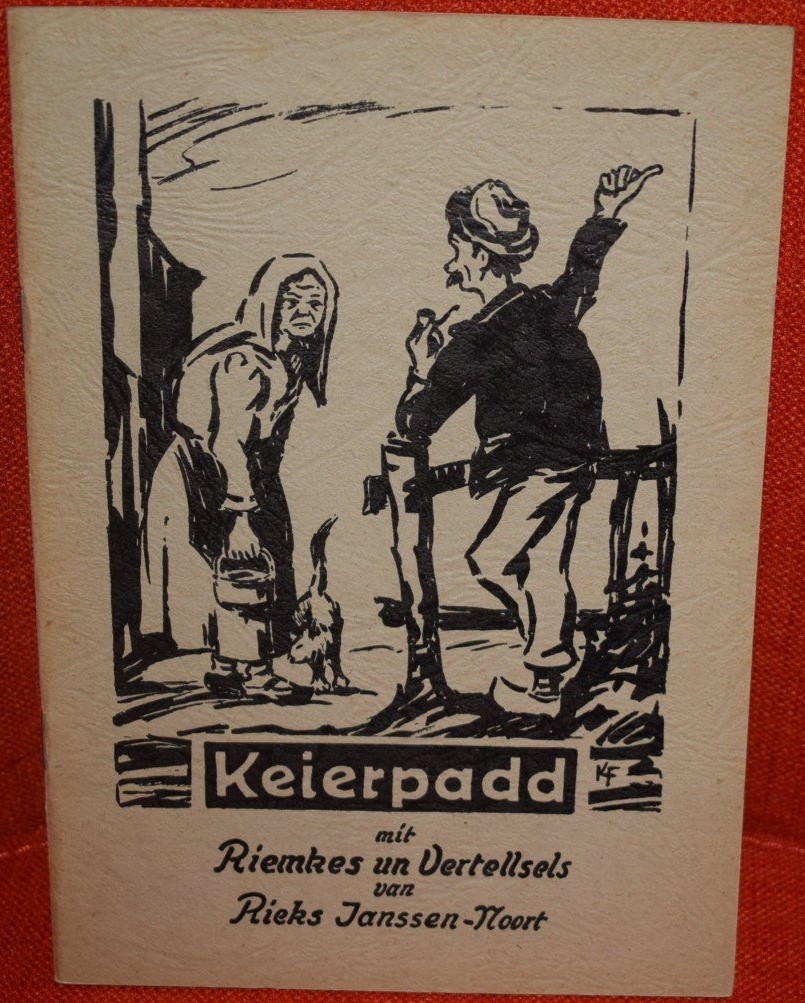 Keierpadd
KF
mit
Riemkes un Vertellsels
van
Rieks Janssen-Noort